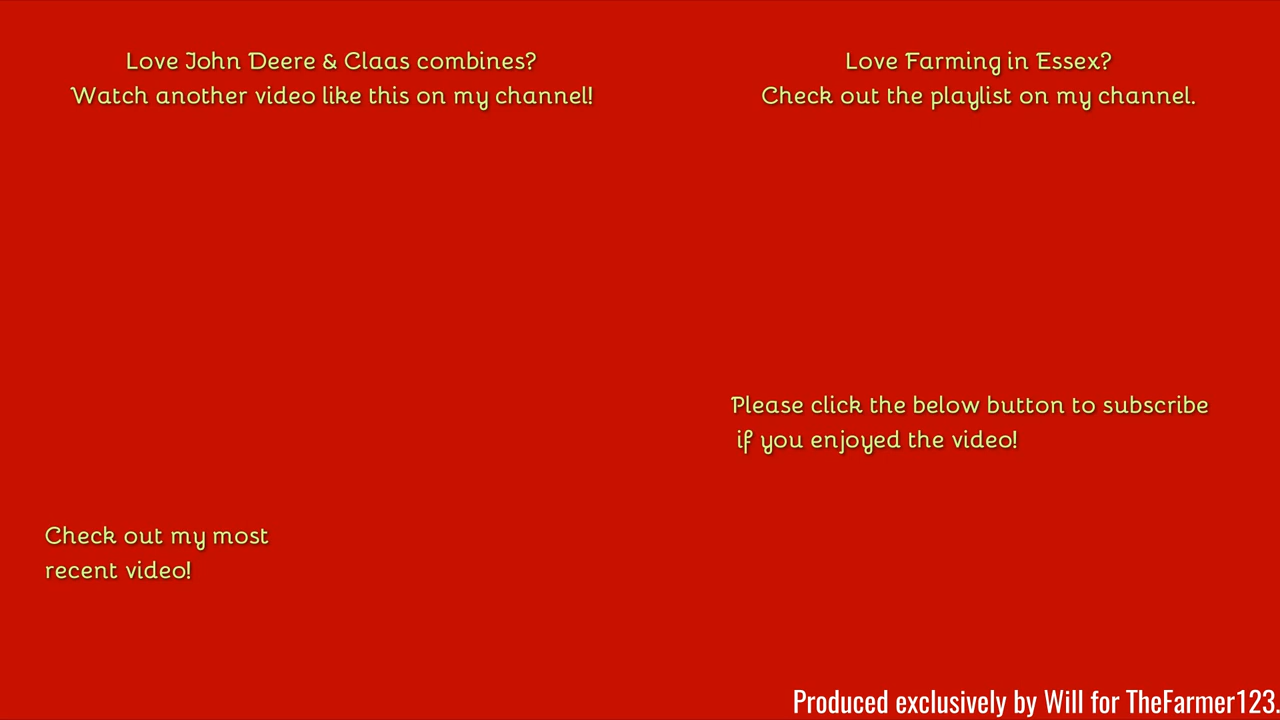 Love John Deere & Claas combines?
Watch another video like this on my channel!
Love Farming in Essex?
Check out the playlist on my channel.
Please click the below button to subscribe
if you enjoyed the video!
Check out my most
recent video!
Produced exclusively by Will for TheFarmer123.